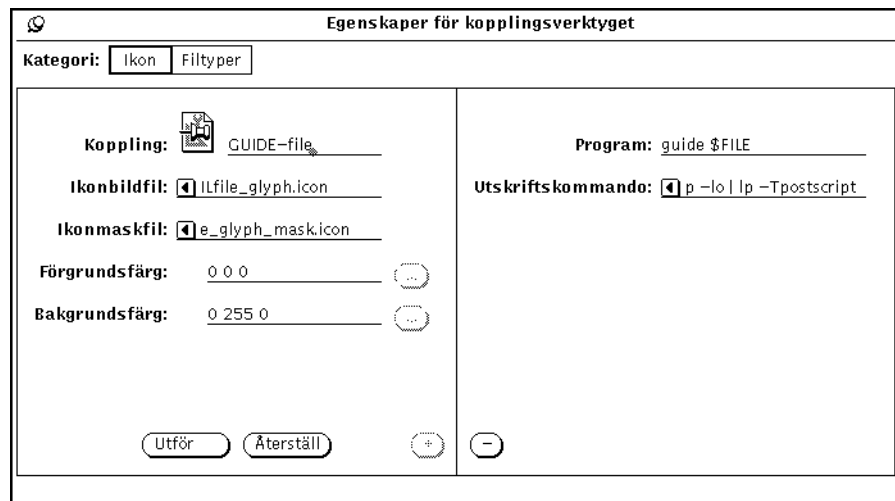 Egenskaper för kopplingsverktyget
Kategori: Ikon Filtyper
Koppling: GUIDE-file
Ikonbildfil: ILfile_glyph.icon
Ikonmaskfil: e_glyph_mask.icon
Förgrundsfärg: 0 0 0 ...
Bakgrundsfärg: 0 255 0 ...
Utför Återställ +
Program: guide $FILE
Utskriftskommando: p -lo | lp -Tpostscript
-